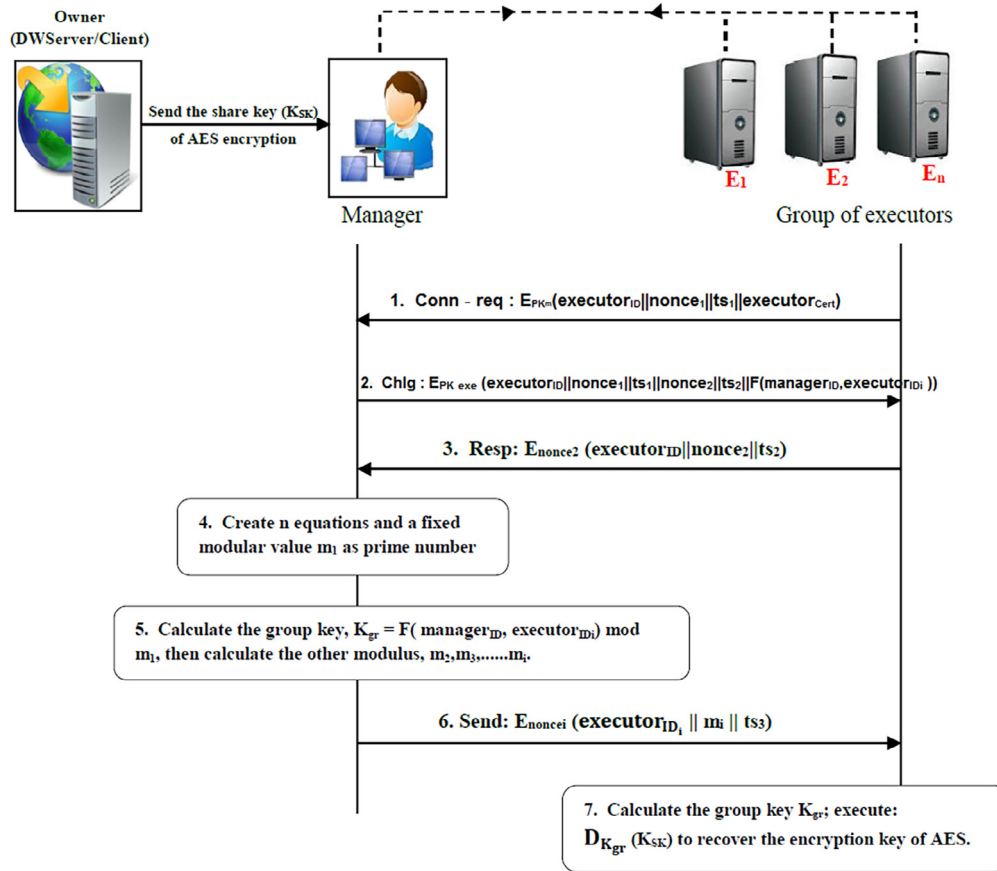 Owner
(DWServer/Client)
Send the share key (KSK)
of AES encryption
E1
E2
En
Manager
Group of executors
1. Conn - req : EPKm(executorID||nonce1||ts1||executorCert)
2. Chlg : EPK exe (executorID||nonce1||ts1||nonce2||ts2||F(managerID,executorIDi ))
3. Resp: Enonce2 (executorID||nonce2||ts2)
4. Create n equations and a fixed
modular value m1 as prime number
5. Calculate the group key, Kgr = F( managerID, executorIDi) mod
m1, then calculate the other modulus, m2,m3,......mi.
6. Send: Enoncei (executorIDi || mi || ts3)
7. Calculate the group key Kgr; execute:
DKgr (KSK) to recover the encryption key of AES.